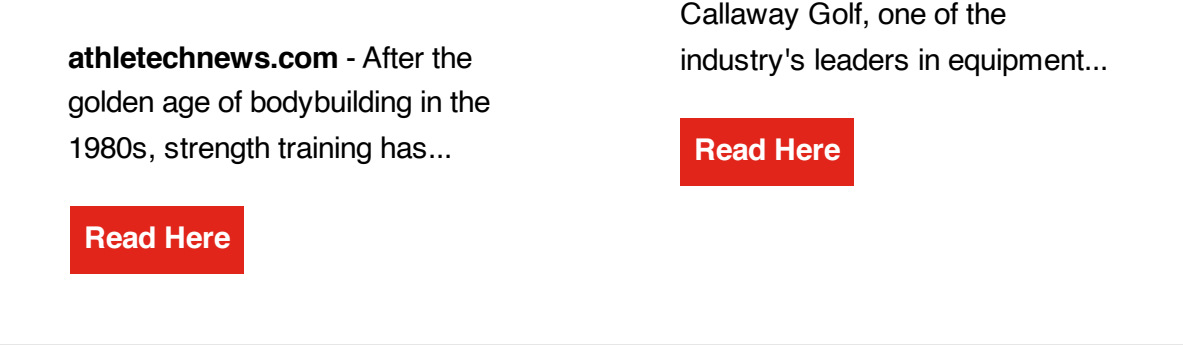 athletechnews.com - After the
golden age of bodybuilding in the
1980s, strength training has...
Read Here
Callaway Golf, one of the
industry's leaders in equipment...
Read Here